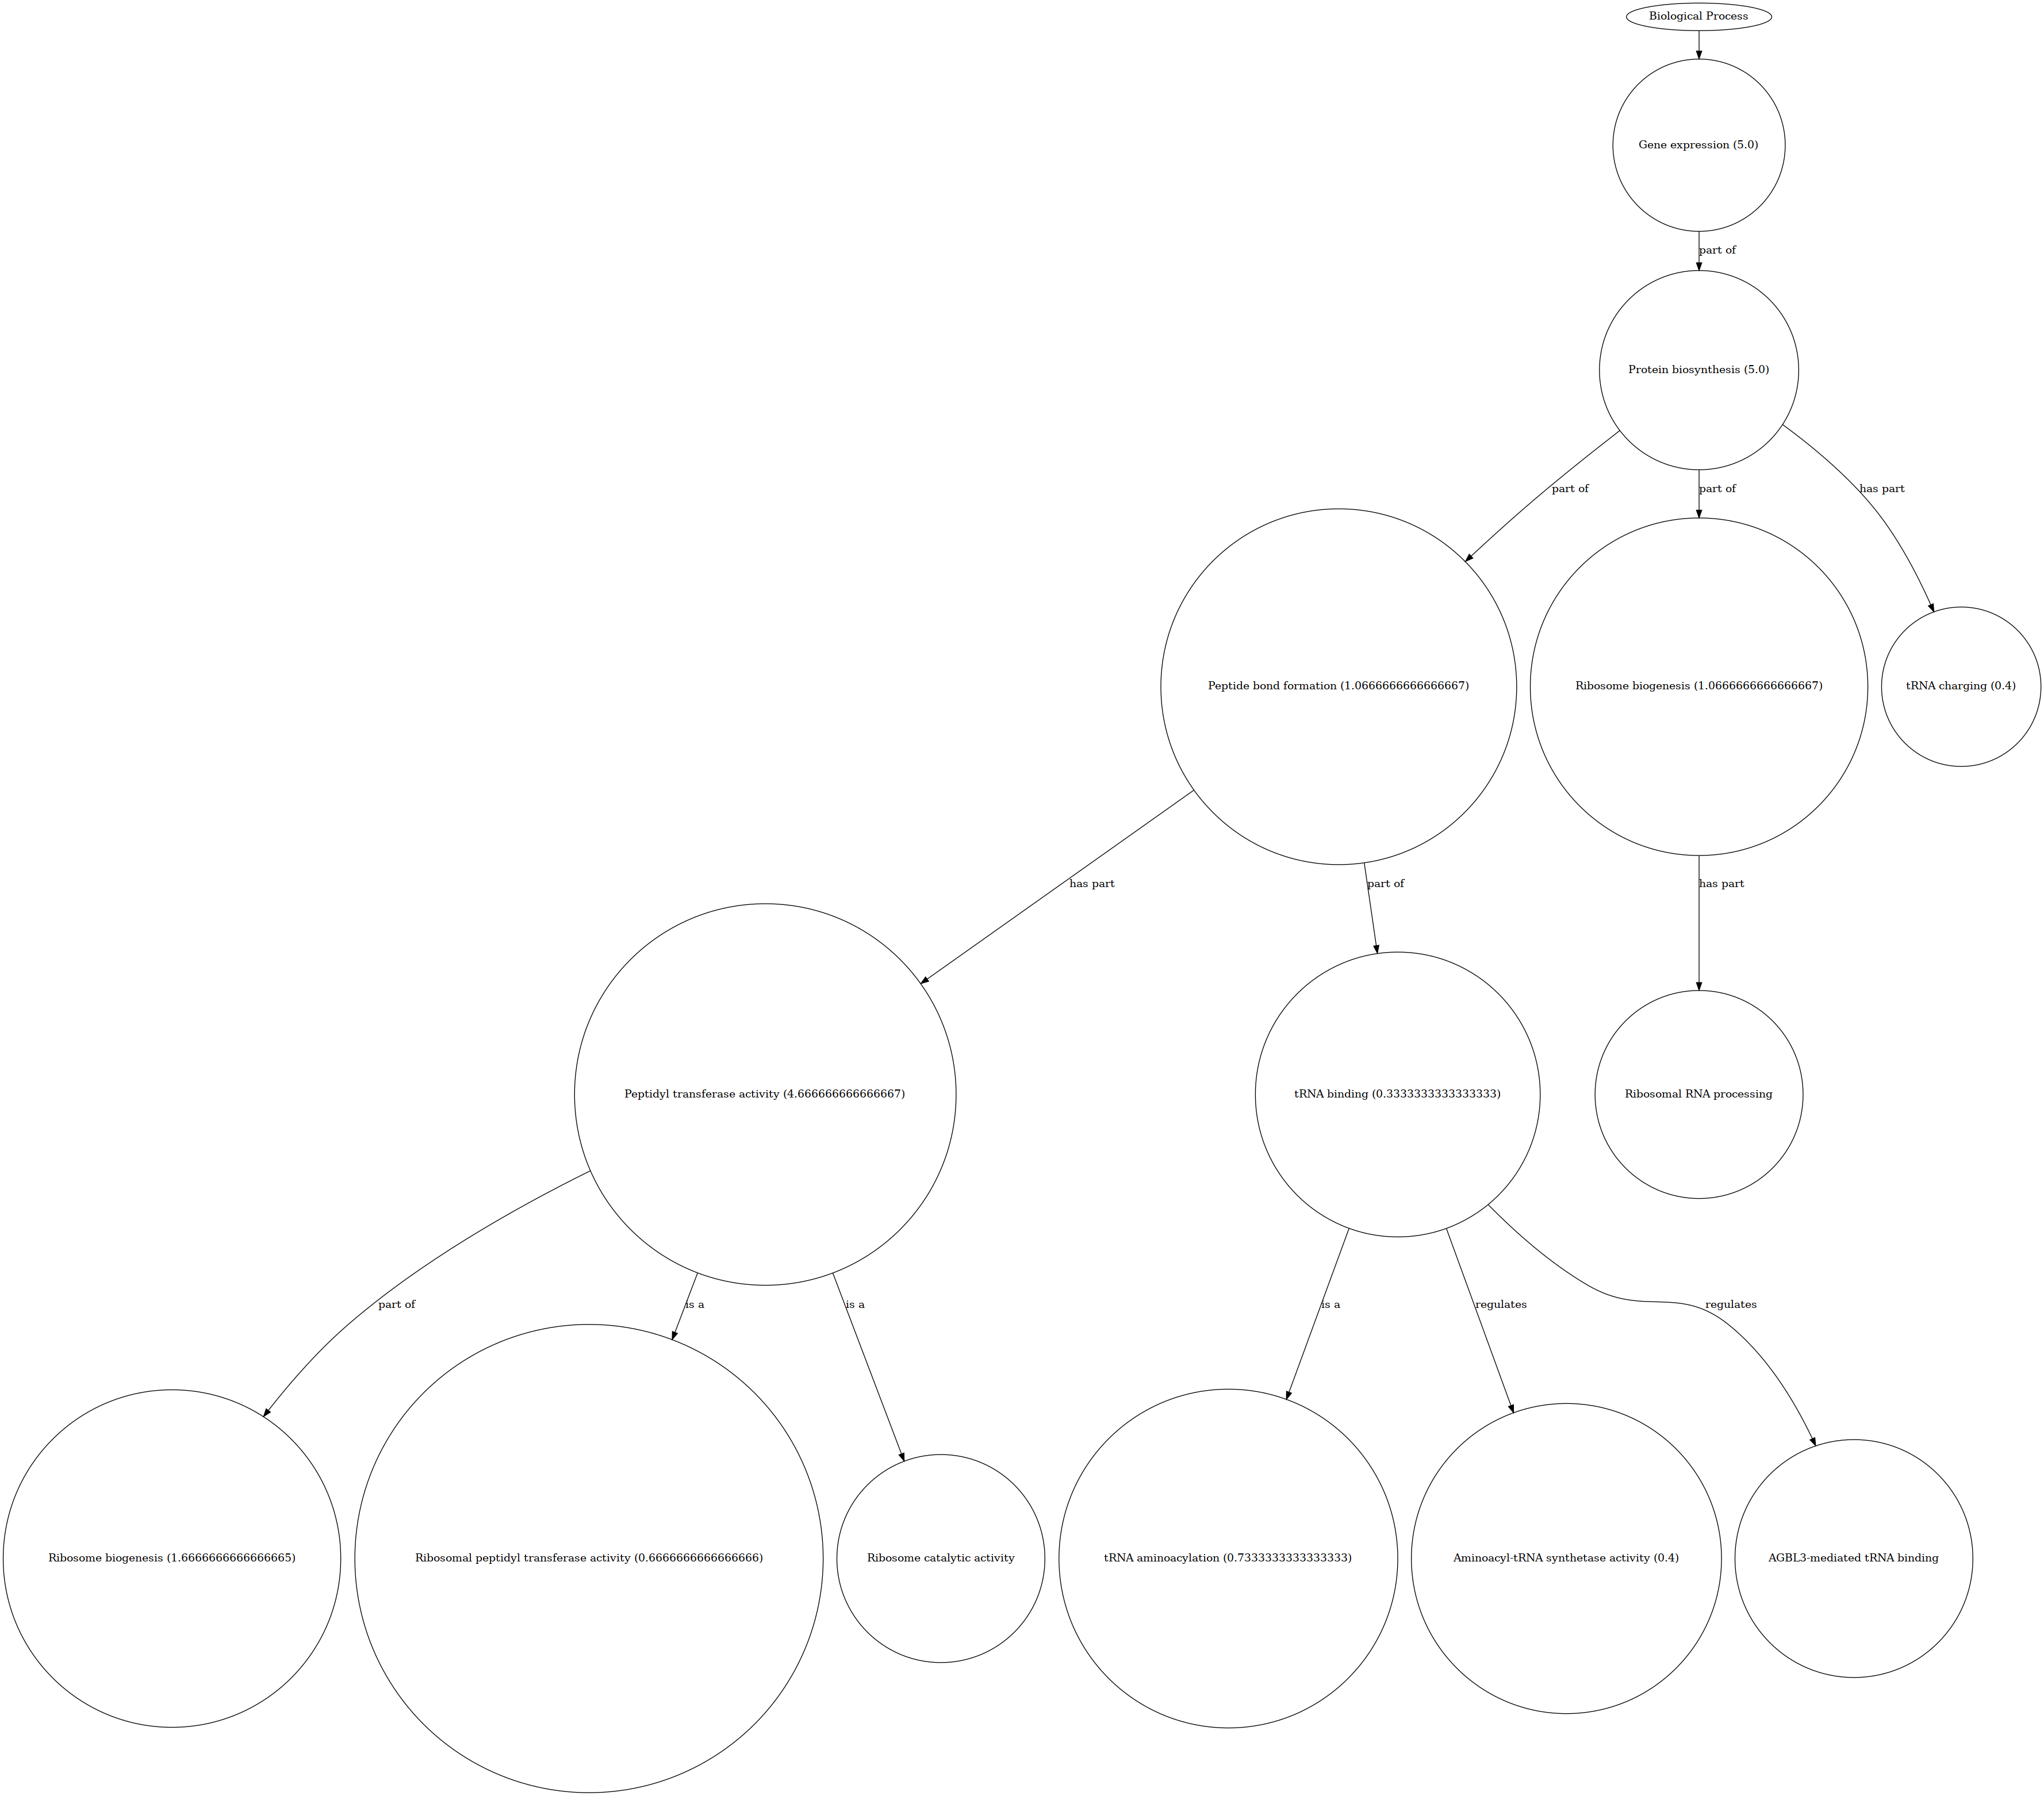 Biological Process
Gene expression (5.0)
part of
Protein biosynthesis (5.0)
part of
part of
has part
Peptide bond formation (1.0666666666666667)
Ribosome biogenesis (1.0666666666666667)
tRNA charging (0.4)
has part
part of
has part
Peptidyl transferase activity (4.666666666666667)
tRNA binding (0.3333333333333333)
Ribosomal RNA processing
part of
is a
is a
is a
regulates
regulates
Ribosome biogenesis (1.6666666666666665)
Ribosomal peptidyl transferase activity (0.6666666666666666)
Ribosome catalytic activity
tRNA aminoacylation (0.7333333333333333)
Aminoacyl-tRNA synthetase activity (0.4)
AGBL3-mediated tRNA binding